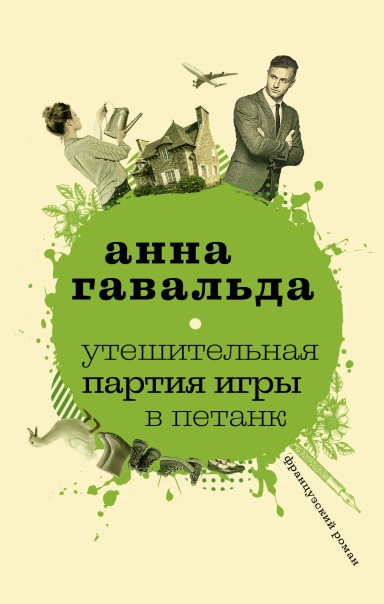 анна
гавальда
утешительная
партия игры
в петанк
французский роман